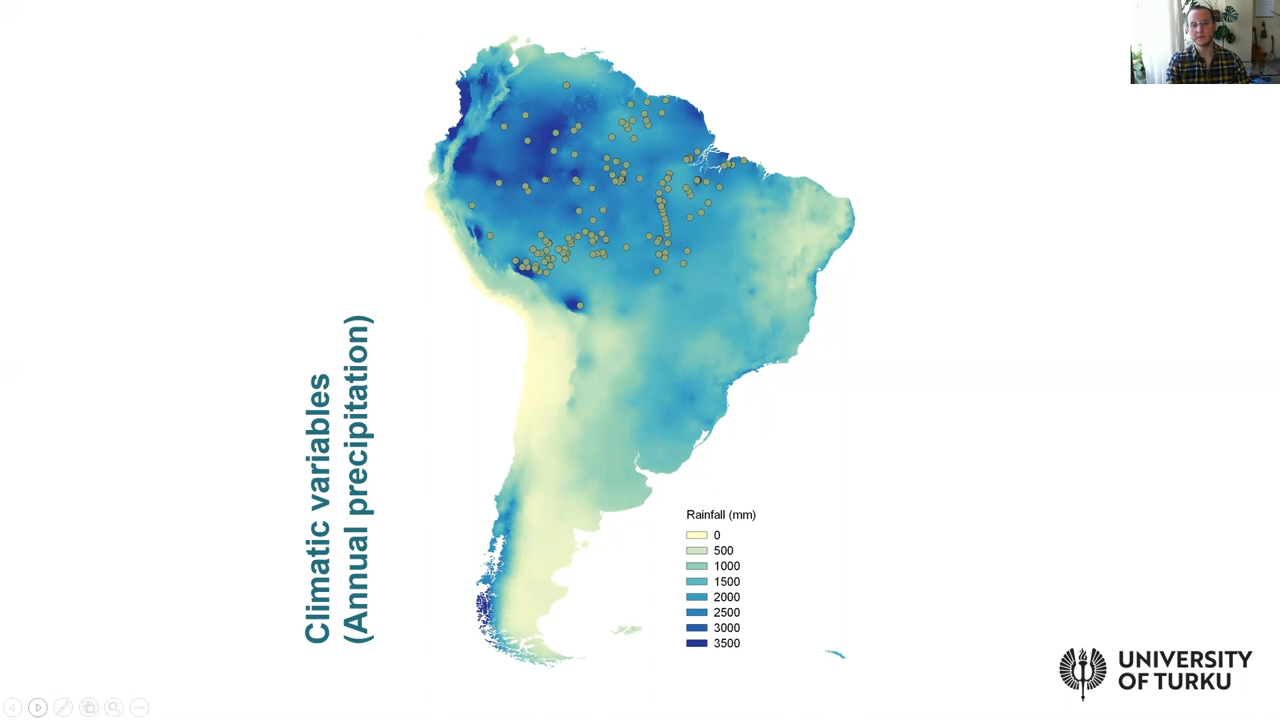 Climatic variables
(Annual precipitation)
Rainfall (mm)
0
500
1000
1500
2000
2500
3000
3500
UNIVERSITY
OF TURKU